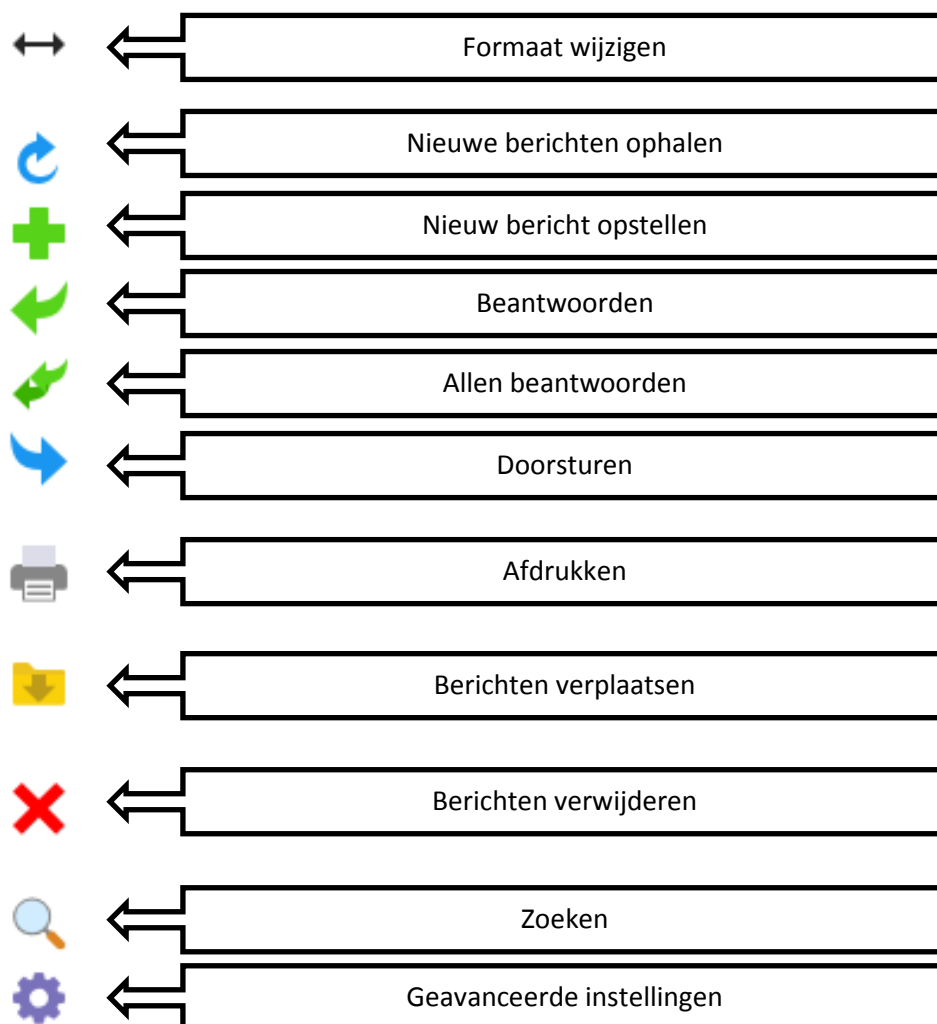 Formaat wijzigen
Nieuwe berichten ophalen
Nieuw bericht opstellen
Beantwoorden
Allen beantwoorden
Doorsturen
Afdrukken
Berichten verplaatsen
Berichten verwijderen
Zoeken
Geavanceerde instellingen